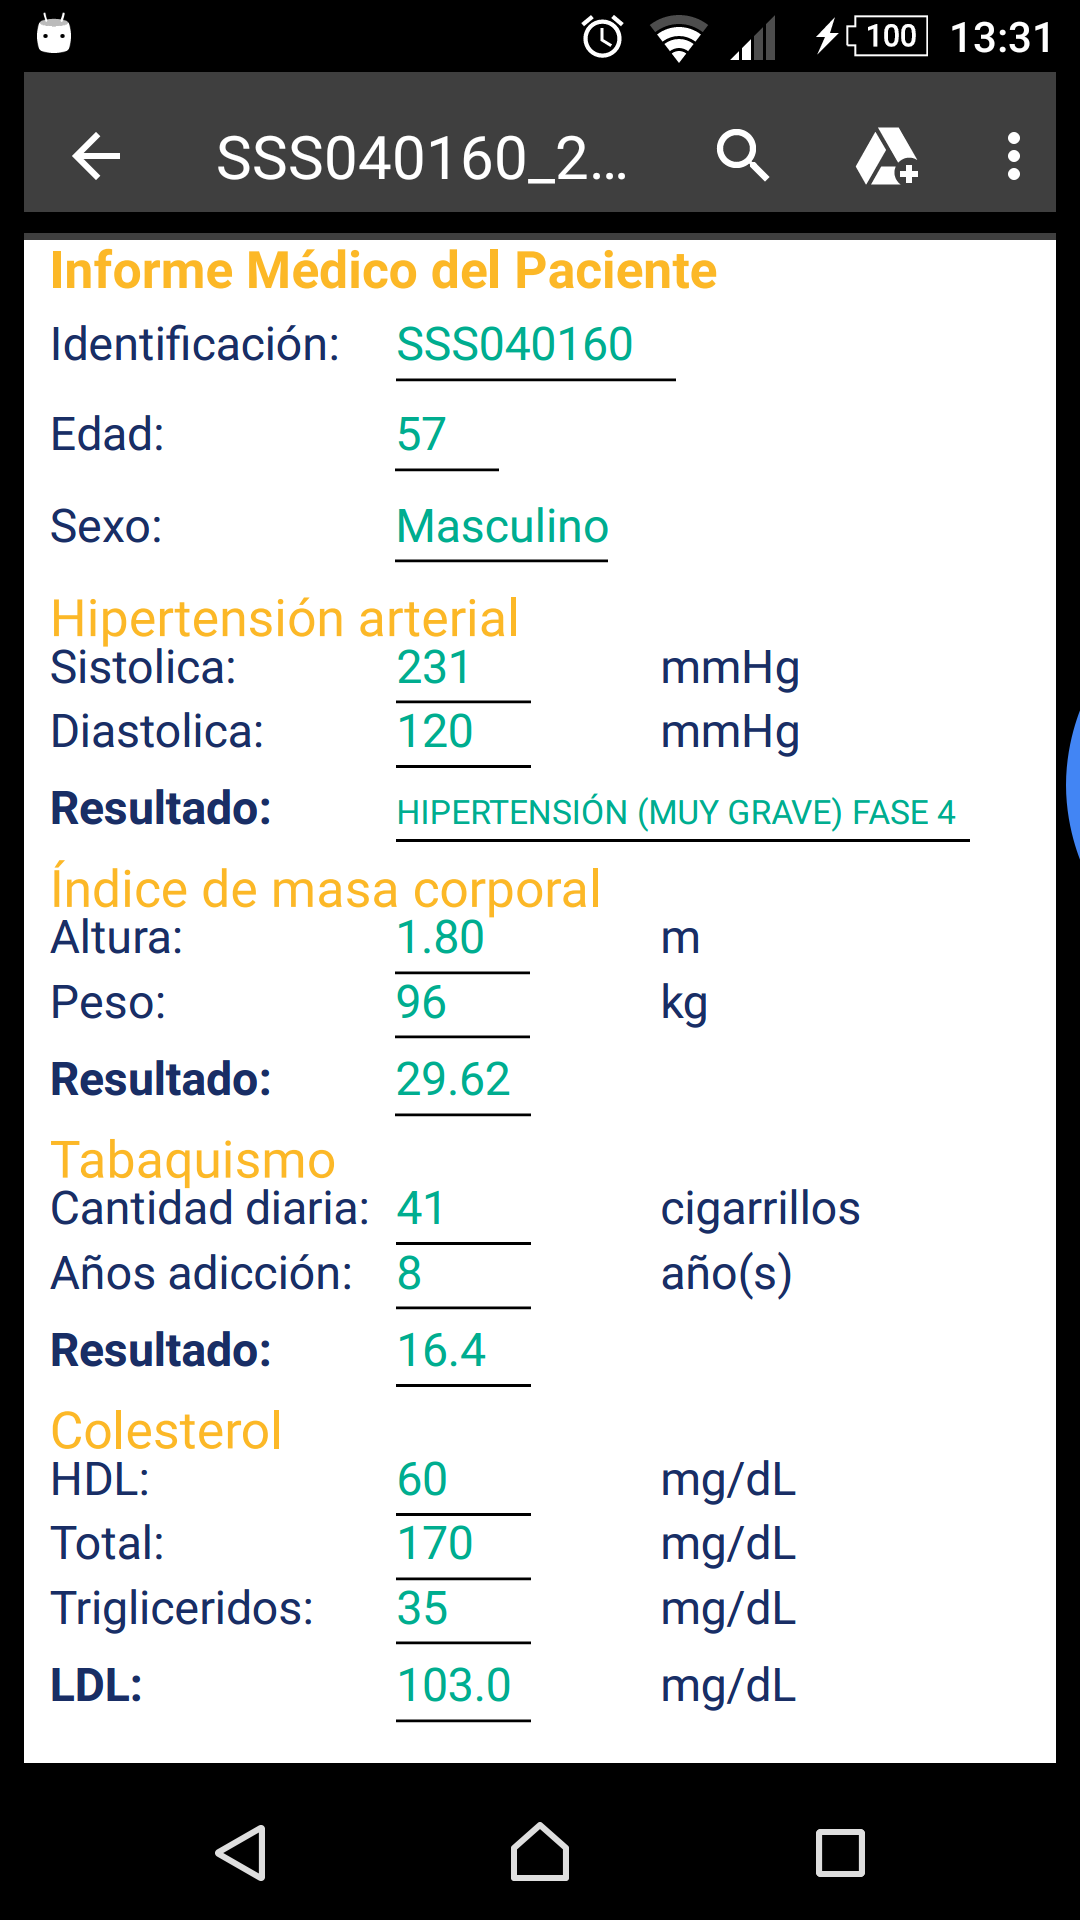 100 13:31
SSS040160_2...
Informe Médico del Paciente
Identificación: SSS040160
Edad: 57
Sexo: Masculino
Hipertensión arterial
Sistolica: 231 mmHg
Diastolica: 120 mmHg
Resultado: HIPERTENSIÓN (MUY GRAVE) FASE 4
Índice de masa corporal
Altura: 1.80 m
Peso: 96 kg
Resultado: 29.62
Tabaquismo
Cantidad diaria: 41 cigarrillos
Años adicción: 8 año(s)
Resultado: 16.4
Colesterol
HDL: 60 mg/dL
Total: 170 mg/dL
Trigliceridos: 35 mg/dL
LDL: 103.0 mg/dL